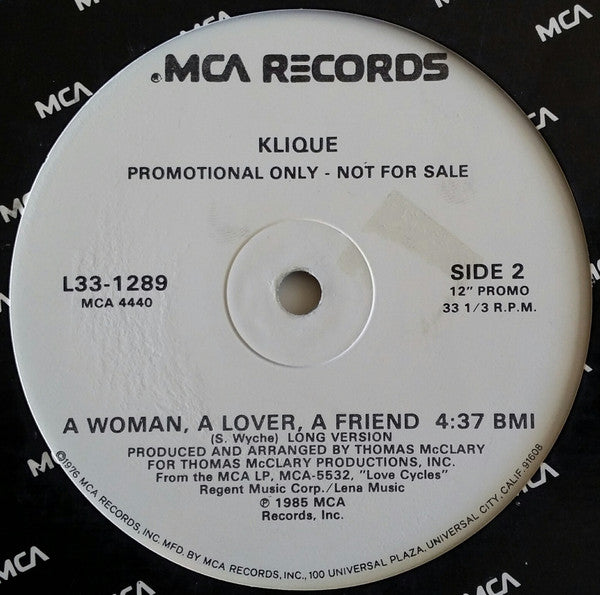 MCA RECORDS
KLIQUE
PROMOTIONAL ONLY - NOT FOR SALE
L33-1289
MCA 4440
SIDE 2
12" PROMO
33 1/3 R.P.M.
A WOMAN, A LOVER, A FRIEND 4:37 BMI
(S. Wyche) LONG VERSION
PRODUCED AND ARRANGED BY THOMAS McCLARY
FOR THOMAS McCLARY PRODUCTIONS, INC.
From the MCA LP, MCA-5532, "Love Cycles"
Regent Music Corp./Lena Music
℗ 1985 MCA
Records, Inc.
©1976 MCA RECORDS, INC. MFD. BY MCA RECORDS, INC., 100 UNIVERSAL PLAZA, UNIVERSAL CITY, CALIF. 91608
MCA
MCA
MCA
MCA
MCA
MCA